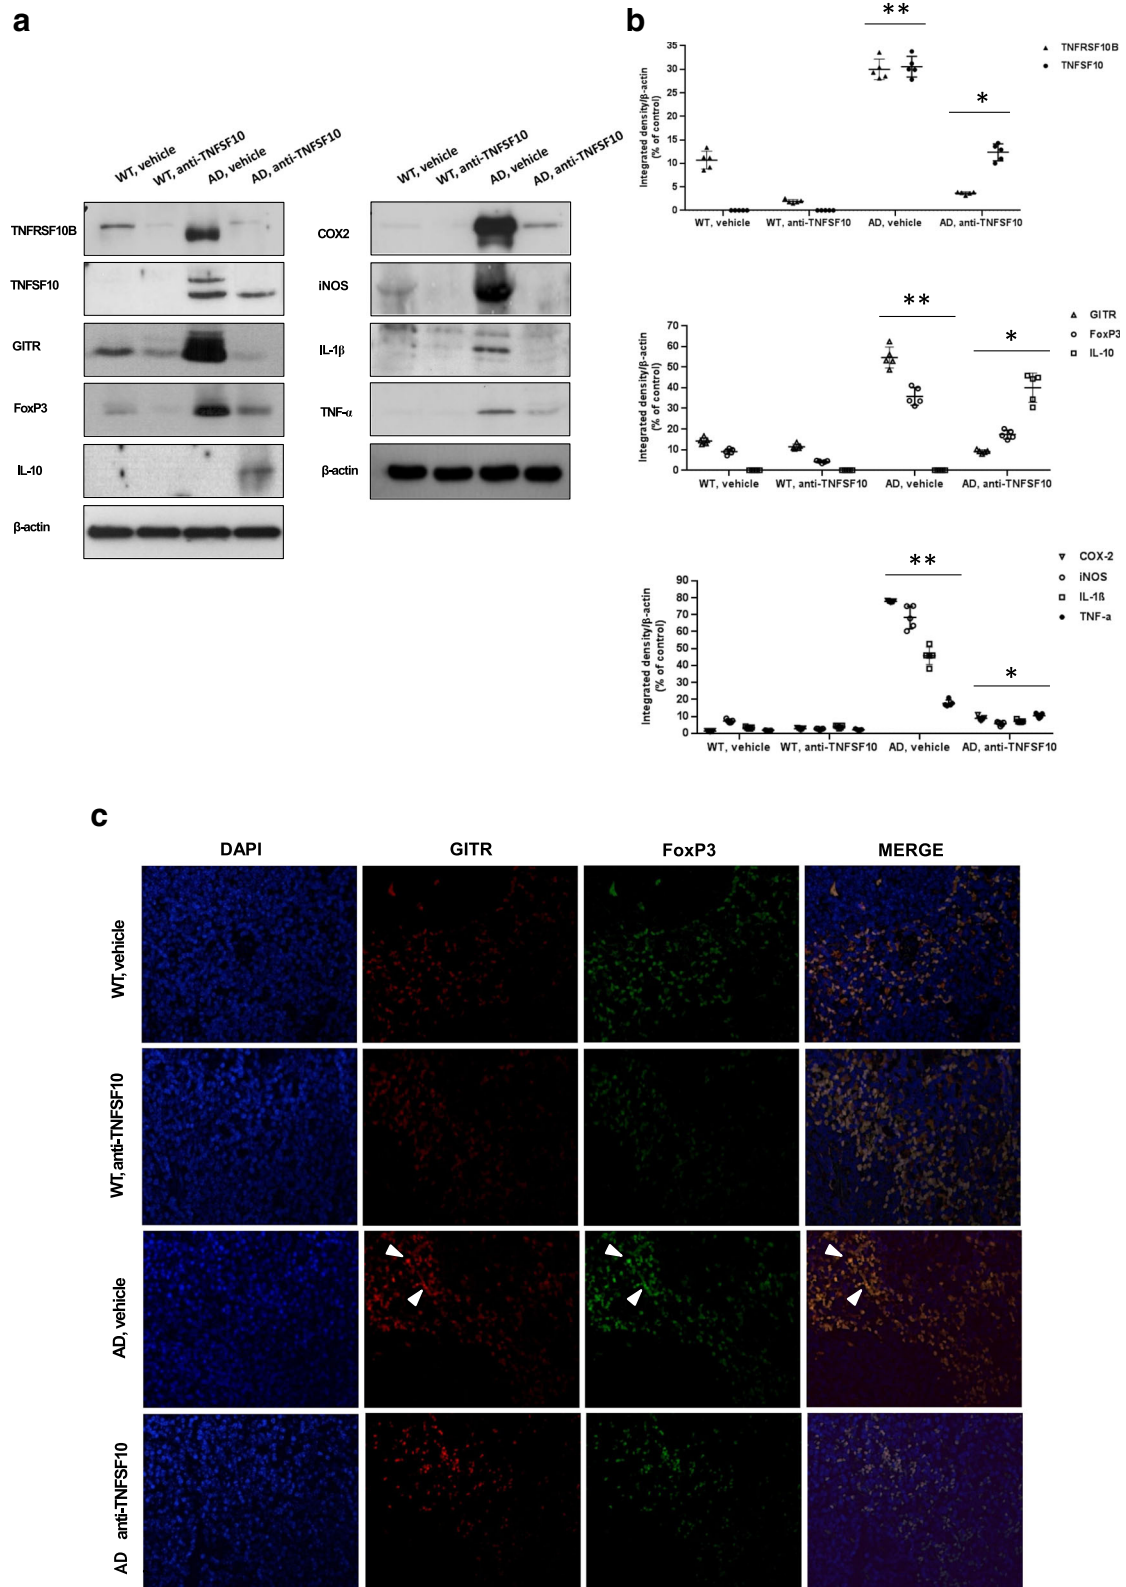 a
WT, vehicle
WT, anti-TNFSF10
AD, vehicle
AD, anti-TNFSF10
TNFRSF10B
TNFSF10
GITR
FoxP3
IL-10
β-actin
WT, vehicle
WT, anti-TNFSF10
AD, vehicle
AD, anti-TNFSF10
COX2
iNOS
IL-1β
TNF-α
β-actin
b
**
*
TNFRSF10B
TNFSF10
Integrated density/β-actin
(% of control)
35
30
25
20
15
10
5
0
WT, vehicle
WT, anti-TNFSF10
AD, vehicle
AD, anti-TNFSF10
**
*
GITR
FoxP3
IL-10
Integrated density/β-actin
(% of control)
70
60
50
40
30
20
10
0
WT, vehicle
WT, anti-TNFSF10
AD, vehicle
AD, anti-TNFSF10
**
*
COX-2
iNOS
IL-1ß
TNF-a
Integrated density/β-actin
(% of control)
90
80
70
60
50
40
30
20
10
0
WT, vehicle
WT, anti-TNFSF10
AD, vehicle
AD, anti-TNFSF10
c
DAPI
GITR
FoxP3
MERGE
WT, vehicle
WT, anti-TNFSF10
AD, vehicle
AD anti-TNFSF10